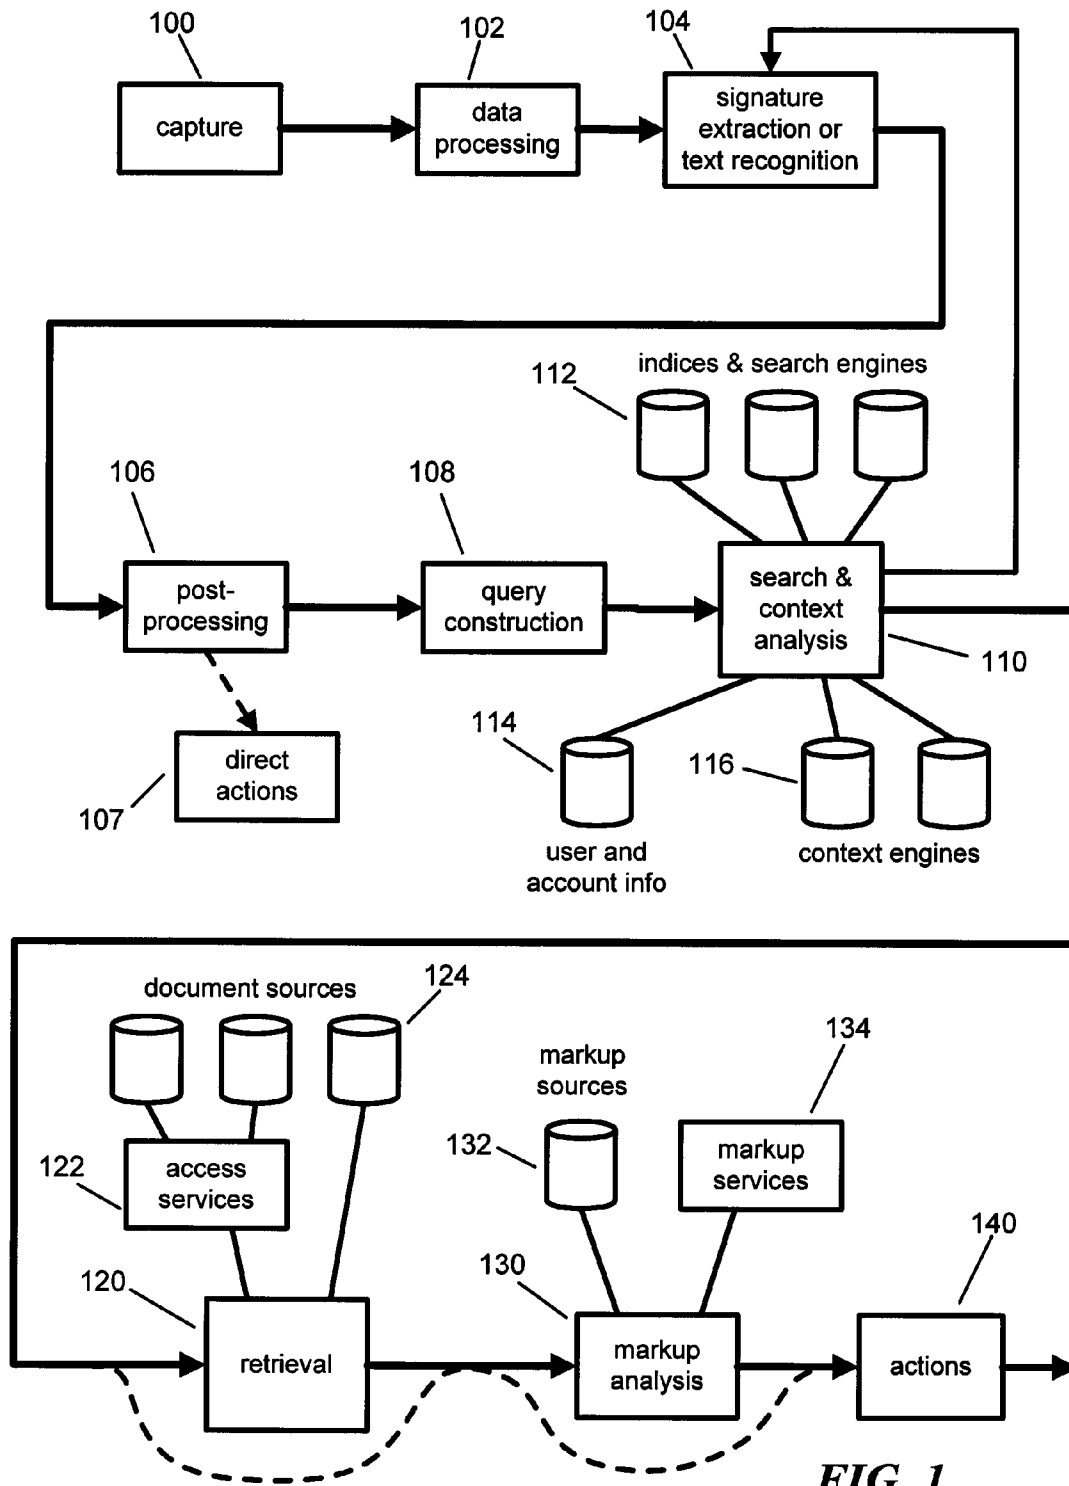 100
102
104
capture
data
processing
signature
extraction or
text recognition
indices & search engines
112
106
108
post-
processing
query
construction
search &
context
analysis
110
direct
actions
107
114
116
user and
account info
context engines
document sources
124
markup
sources
134
132
markup
services
122
access
services
120
130
140
retrieval
markup
analysis
actions
FIG. 1